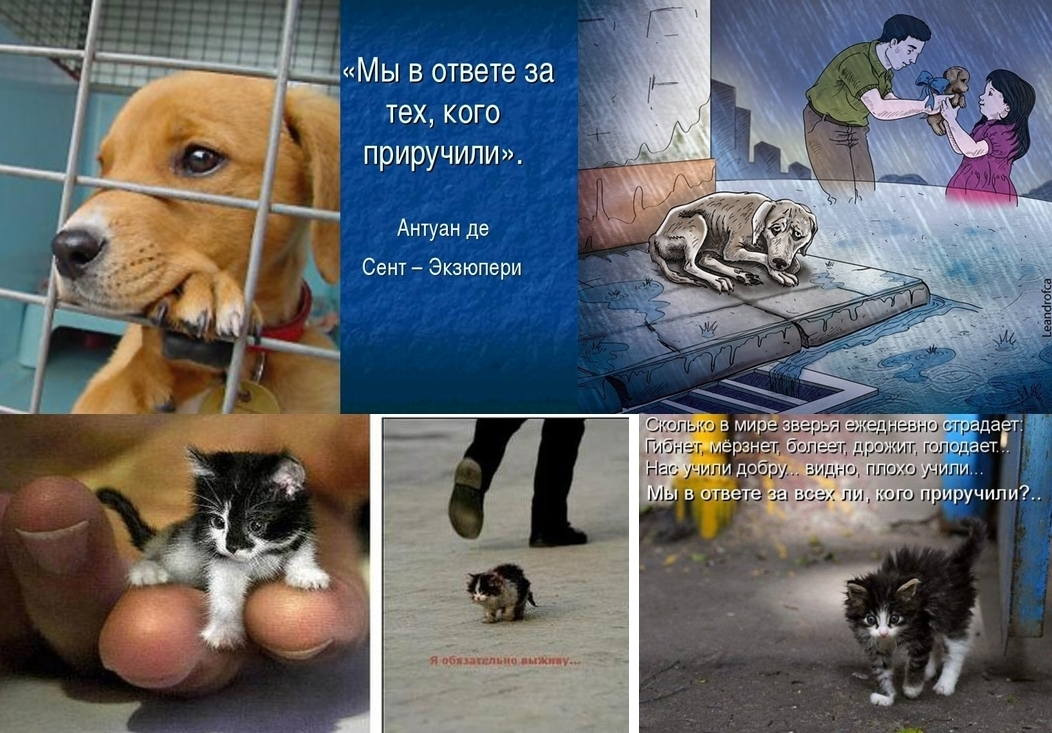 «Мы в ответе за
тех, кого
приручили».
Антуан де
Сент – Экзюпери
Leandrofca
Я обязательно выживу...
Сколько в мире зверья ежедневно страдает:
Гибнет, мёрзнет, болеет, дрожит, голодает...
Нас учили добру... видно, плохо учили...
Мы в ответе за всех ли, кого приручили?..